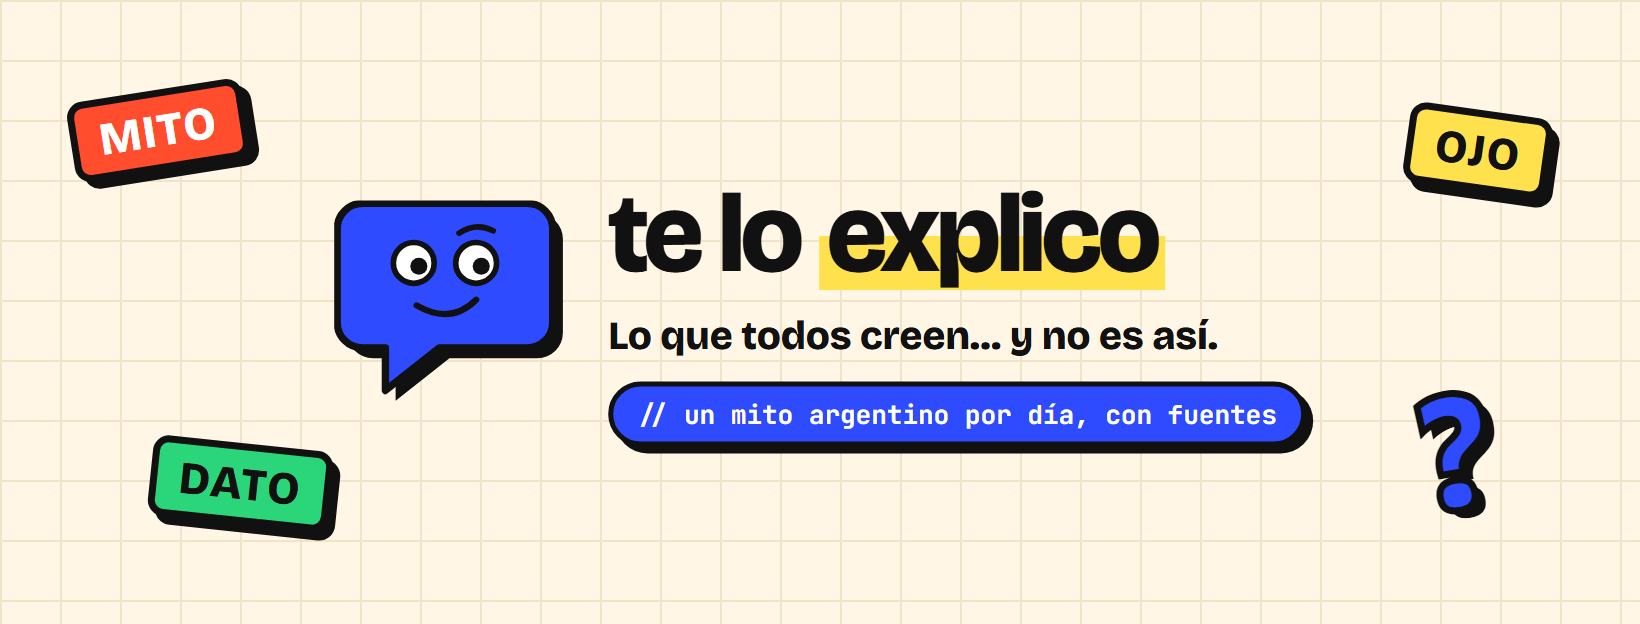 MITO
OJO
te lo explico
Lo que todos creen... y no es así.
// un mito argentino por día, con fuentes
DATO
?